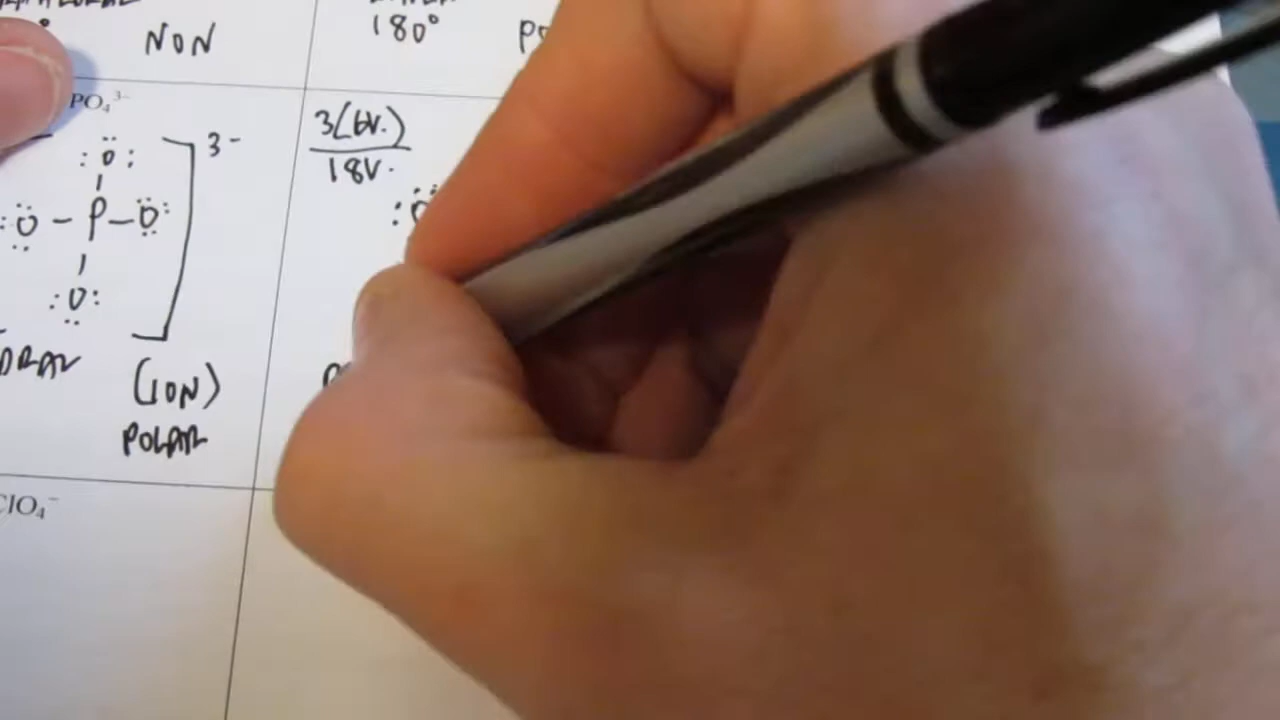 NON
180°
PO₄³⁻
:Ö:
3-
:Ö - P - Ö:
:O:
(ION)
POLAR
3(6V.)
18V.
:Ö
ClO₄⁻